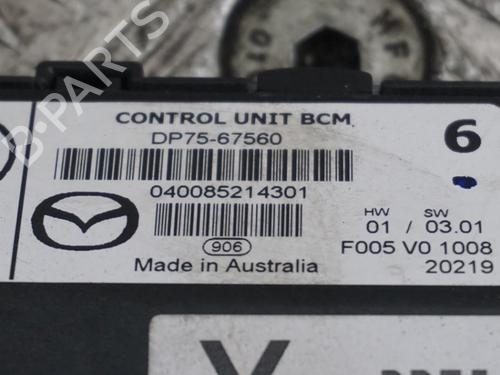 CONTROL UNIT BCM
DP75-67560
6
040085214301
HW SW
01 / 03.01
906
F005 V0 1008
Made in Australia
20219
B-PARTS